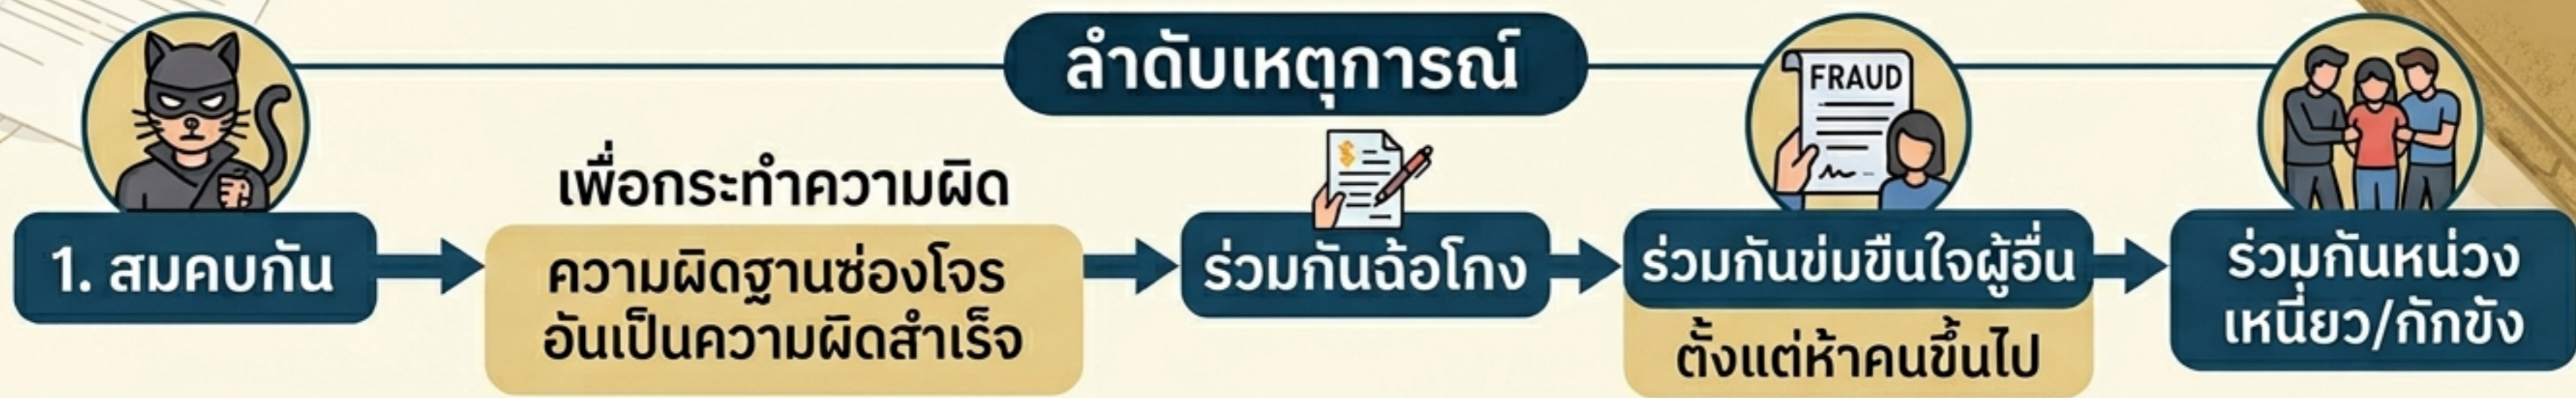 ลำดับเหตุการณ์
1. สมคบกัน
เพื่อกระทำความผิด
ความผิดฐานซ่องโจร
อันเป็นความผิดสำเร็จ
ร่วมกันฉ้อโกง
FRAUD
ร่วมกันข่มขืนใจผู้อื่น
ตั้งแต่ห้าคนขึ้นไป
ร่วมกันหน่วง
เหนี่ยว/กักขัง